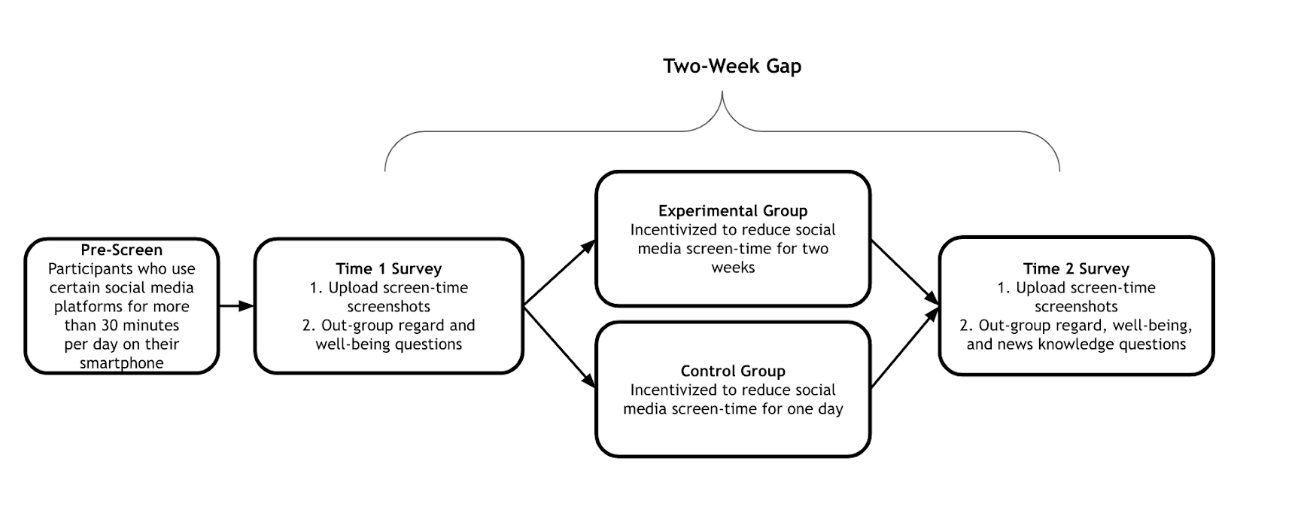 Two-Week Gap
Pre-Screen
Participants who use
certain social media
platforms for more
than 30 minutes
per day on their
smartphone
Time 1 Survey
1. Upload screen-time
screenshots
2. Out-group regard and
well-being questions
Experimental Group
Incentivized to reduce social
media screen-time for two
weeks
Control Group
Incentivized to reduce social
media screen-time for one day
Time 2 Survey
1. Upload screen-time
screenshots
2. Out-group regard, well-being,
and news knowledge questions